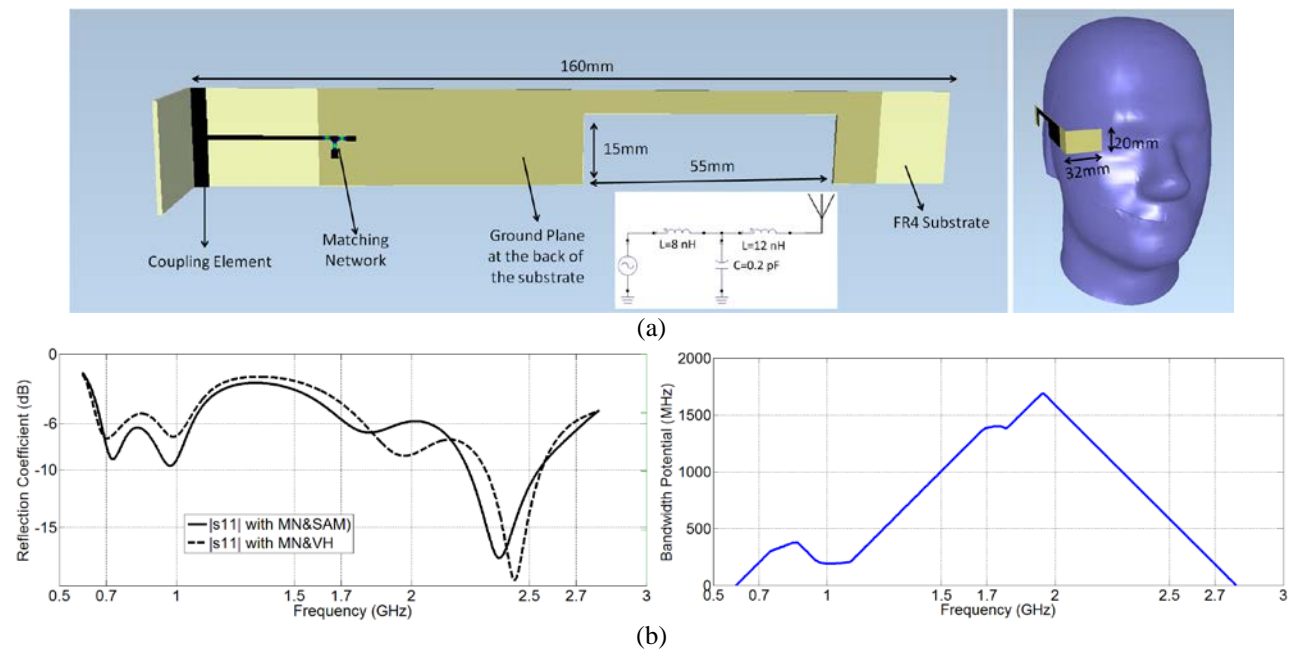 160mm
15mm
55mm
Coupling Element
Matching
Network
Ground Plane
at the back of
the substrate
FR4 Substrate
L=8 nH
L=12 nH
C=0.2 pF
20mm
32mm
(a)
Reflection Coefficient (dB)
0
-6
-10
-15
|s11| with MN&SAM)
|s11| with MN&VH
0.5 0.7 1 1.5 1.7 2 2.5 2.7 3
Frequency (GHz)
Bandwidth Potential (MHz)
2000
1500
1000
500
0
0.5 0.7 1 1.5 1.7 2 2.5 2.7 3
Frequency (GHz)
(b)